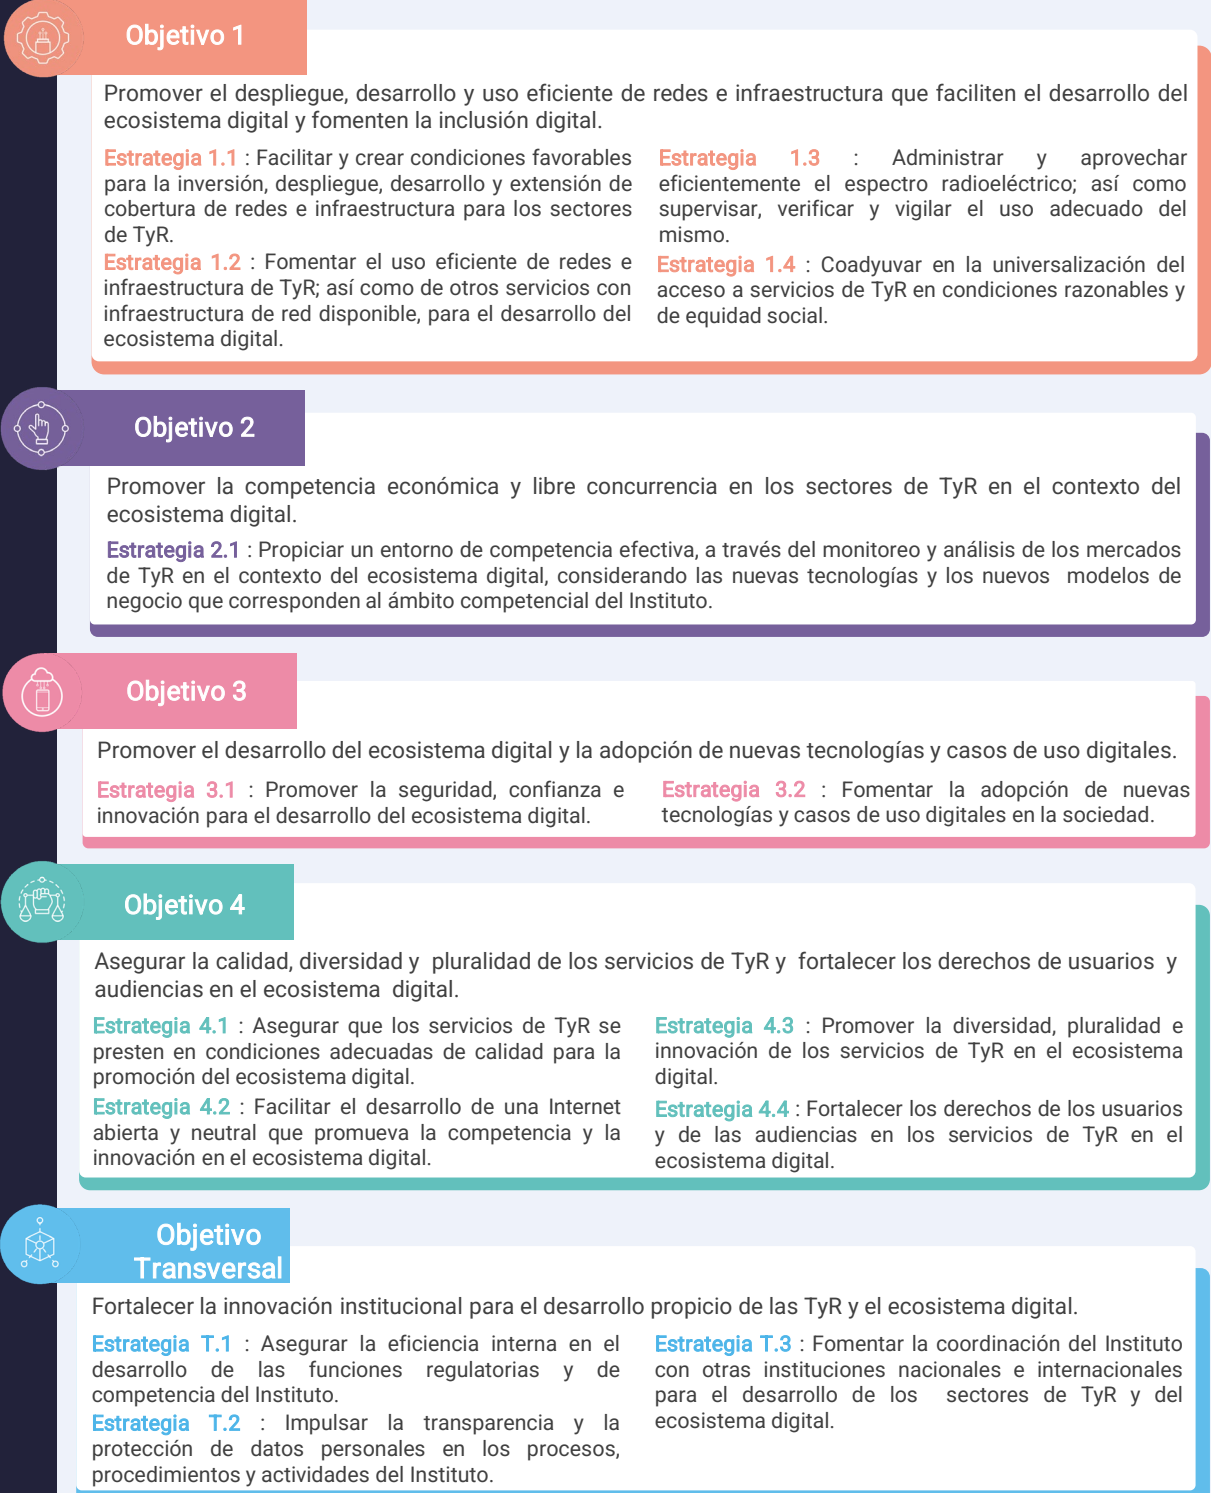 Objetivo 1
Promover el despliegue, desarrollo y uso eficiente de redes e infraestructura que faciliten el desarrollo del
ecosistema digital y fomenten la inclusión digital.
Estrategia 1.1 : Facilitar y crear condiciones favorables
para la inversión, despliegue, desarrollo y extensión de
cobertura de redes e infraestructura para los sectores
de TyR.
Estrategia 1.2 : Fomentar el uso eficiente de redes e
infraestructura de TyR; así como de otros servicios con
infraestructura de red disponible, para el desarrollo del
ecosistema digital.
Estrategia 1.3 : Administrar y aprovechar
eficientemente el espectro radioeléctrico; así como
supervisar, verificar y vigilar el uso adecuado del
mismo.
Estrategia 1.4 : Coadyuvar en la universalización del
acceso a servicios de TyR en condiciones razonables y
de equidad social.
Objetivo 2
Promover la competencia económica y libre concurrencia en los sectores de TyR en el contexto del
ecosistema digital.
Estrategia 2.1 : Propiciar un entorno de competencia efectiva, a través del monitoreo y análisis de los mercados
de TyR en el contexto del ecosistema digital, considerando las nuevas tecnologías y los nuevos modelos de
negocio que corresponden al ámbito competencial del Instituto.
Objetivo 3
Promover el desarrollo del ecosistema digital y la adopción de nuevas tecnologías y casos de uso digitales.
Estrategia 3.1 : Promover la seguridad, confianza e
innovación para el desarrollo del ecosistema digital.
Estrategia 3.2 : Fomentar la adopción de nuevas
tecnologías y casos de uso digitales en la sociedad.
Objetivo 4
Asegurar la calidad, diversidad y pluralidad de los servicios de TyR y fortalecer los derechos de usuarios y
audiencias en el ecosistema digital.
Estrategia 4.1 : Asegurar que los servicios de TyR se
presten en condiciones adecuadas de calidad para la
promoción del ecosistema digital.
Estrategia 4.2 : Facilitar el desarrollo de una Internet
abierta y neutral que promueva la competencia y la
innovación en el ecosistema digital.
Estrategia 4.3 : Promover la diversidad, pluralidad e
innovación de los servicios de TyR en el ecosistema
digital.
Estrategia 4.4 : Fortalecer los derechos de los usuarios
y de las audiencias en los servicios de TyR en el
ecosistema digital.
Objetivo
Transversal
Fortalecer la innovación institucional para el desarrollo propicio de las TyR y el ecosistema digital.
Estrategia T.1 : Asegurar la eficiencia interna en el
desarrollo de las funciones regulatorias y de
competencia del Instituto.
Estrategia T.2 : Impulsar la transparencia y la
protección de datos personales en los procesos,
procedimientos y actividades del Instituto.
Estrategia T.3 : Fomentar la coordinación del Instituto
con otras instituciones nacionales e internacionales
para el desarrollo de los sectores de TyR y del
ecosistema digital.